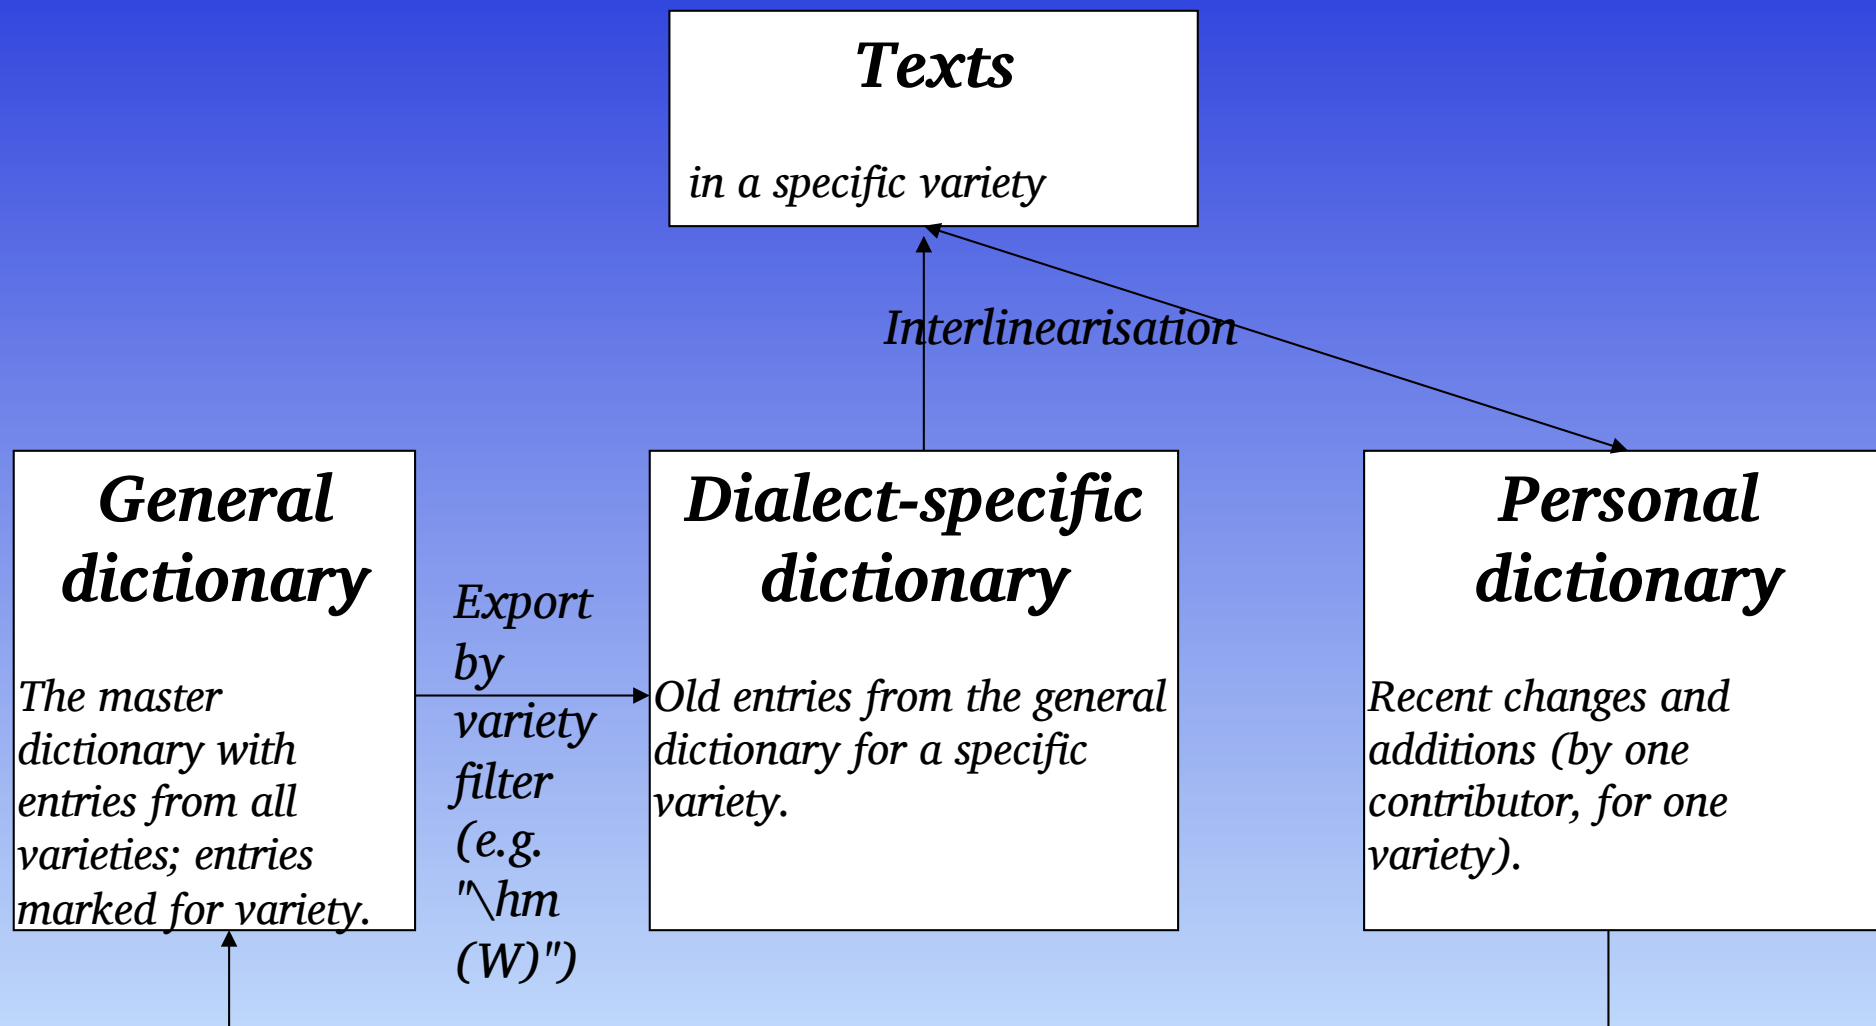 Texts
in a specific variety
Interlinearisation
General
dictionary
The master
dictionary with
entries from all
varieties; entries
marked for variety.
Export
by
variety
filter
(e.g.
"\hm
(W)")
Dialect-specific
dictionary
Old entries from the general
dictionary for a specific
variety.
Personal
dictionary
Recent changes and
additions (by one
contributor, for one
variety).